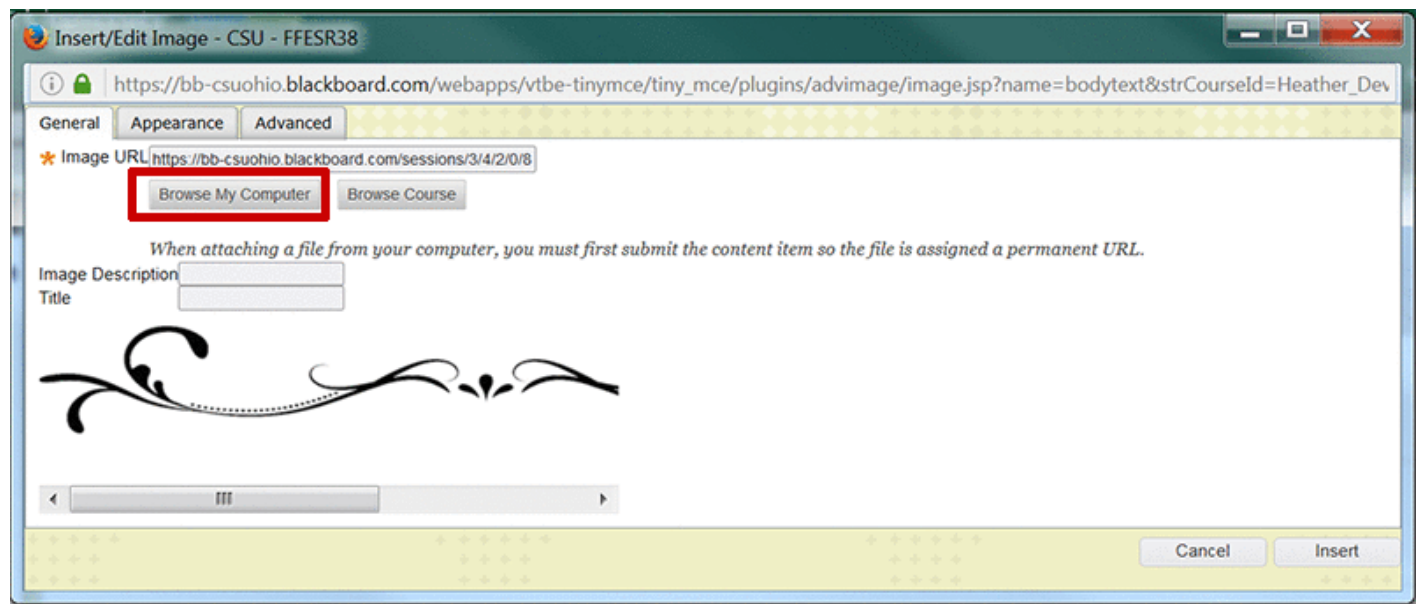 Insert/Edit Image - CSU - FFESR38
https://bb-csuohio.blackboard.com/webapps/vtbe-tinymce/tiny_mce/plugins/advimage/image.jsp?name=bodytext&strCourseId=Heather_Dev
General Appearance Advanced
* Image URL https://bb-csuohio.blackboard.com/sessions/3/4/2/0/8
Browse My Computer Browse Course
When attaching a file from your computer, you must first submit the content item so the file is assigned a permanent URL.
Image Description
Title
Cancel Insert